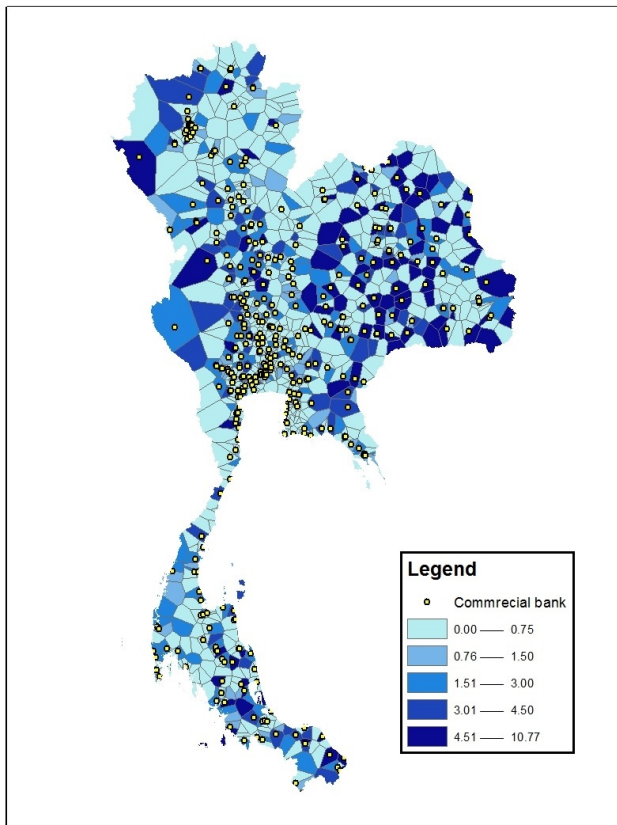 Legend
Commrecial bank
0.00 —— 0.75
0.76 —— 1.50
1.51 —— 3.00
3.01 —— 4.50
4.51 —— 10.77